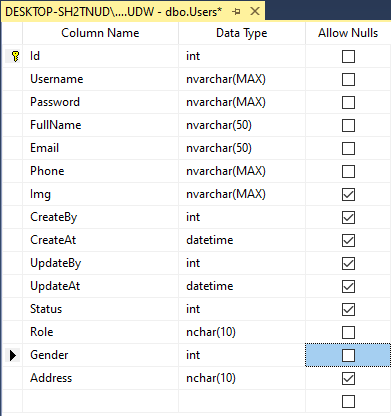 DESKTOP-SH2TNUD\....UDW - dbo.Users*
Column Name Data Type Allow Nulls
Id int
Username nvarchar(MAX)
Password nvarchar(MAX)
FullName nvarchar(50)
Email nvarchar(50)
Phone nvarchar(MAX)
Img nvarchar(MAX)
CreateBy int
CreateAt datetime
UpdateBy int
UpdateAt datetime
Status int
Role nchar(10)
Gender int
Address nchar(10)